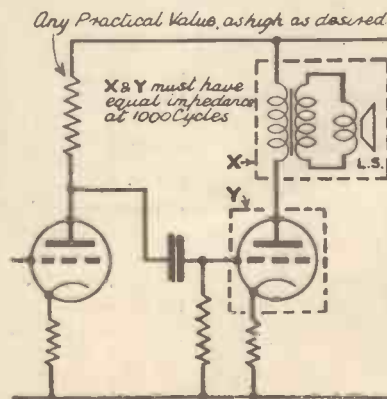 Any Practical Value, as high as desired.
X & Y must have
equal impedance
at 1000 Cycles
X
L.S.
Y